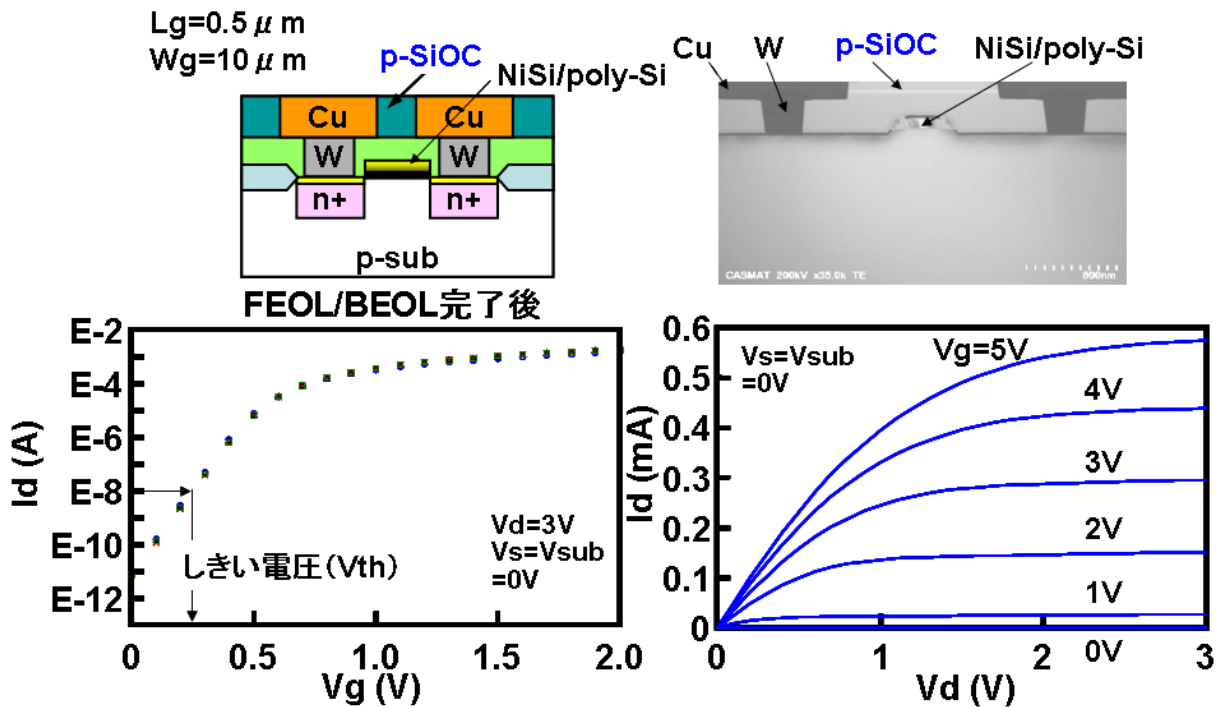 Lg=0.5μm
Wg=10μm
p-SiOC
NiSi/poly-Si
Cu
Cu
W
W
n+
n+
p-sub
Cu
W
p-SiOC
NiSi/poly-Si
CASMAT 200kV x35.0k TE
800nm
FEOL/BEOL完了後
E-2
E-4
E-6
E-8
E-10
E-12
Id (A)
しきい電圧(Vth)
Vd=3V
Vs=Vsub
=0V
0
0.5
1.0
1.5
2.0
Vg (V)
0.6
0.5
0.4
0.3
0.2
0.1
0
Id (mA)
Vs=Vsub
=0V
Vg=5V
4V
3V
2V
1V
0V
0
1
2
3
Vd (V)